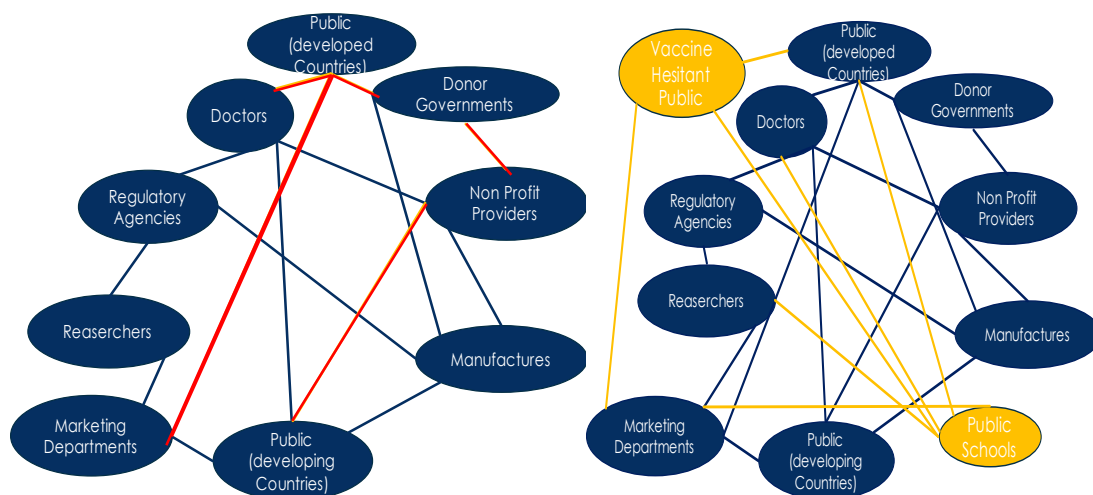 Public
(developed
Countries)
Donor
Governments
Doctors
Regulatory
Agencies
Non Profit
Providers
Reaserchers
Manufactures
Marketing
Departments
Public
(developing
Countries)
Vaccine
Hesitant
Public
Public
(developed
Countries)
Donor
Governments
Doctors
Regulatory
Agencies
Non Profit
Providers
Reaserchers
Manufactures
Marketing
Departments
Public
(developing
Countries)
Public
Schools